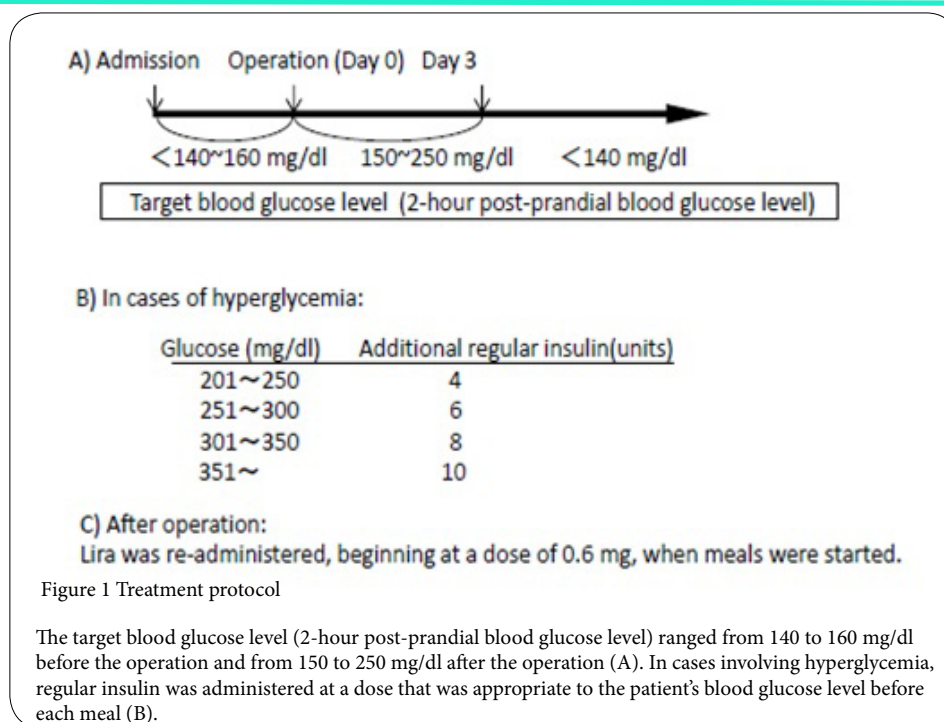 A) Admission Operation (Day 0) Day 3
<140~160 mg/dl 150~250 mg/dl <140 mg/dl
Target blood glucose level (2-hour post-prandial blood glucose level)
B) In cases of hyperglycemia:
Glucose (mg/dl) Additional regular insulin(units)
201~250 4
251~300 6
301~350 8
351~ 10
C) After operation:
Lira was re-administered, beginning at a dose of 0.6 mg, when meals were started.
Figure 1 Treatment protocol
The target blood glucose level (2-hour post-prandial blood glucose level) ranged from 140 to 160 mg/dl
before the operation and from 150 to 250 mg/dl after the operation (A). In cases involving hyperglycemia,
regular insulin was administered at a dose that was appropriate to the patient's blood glucose level before
each meal (B).